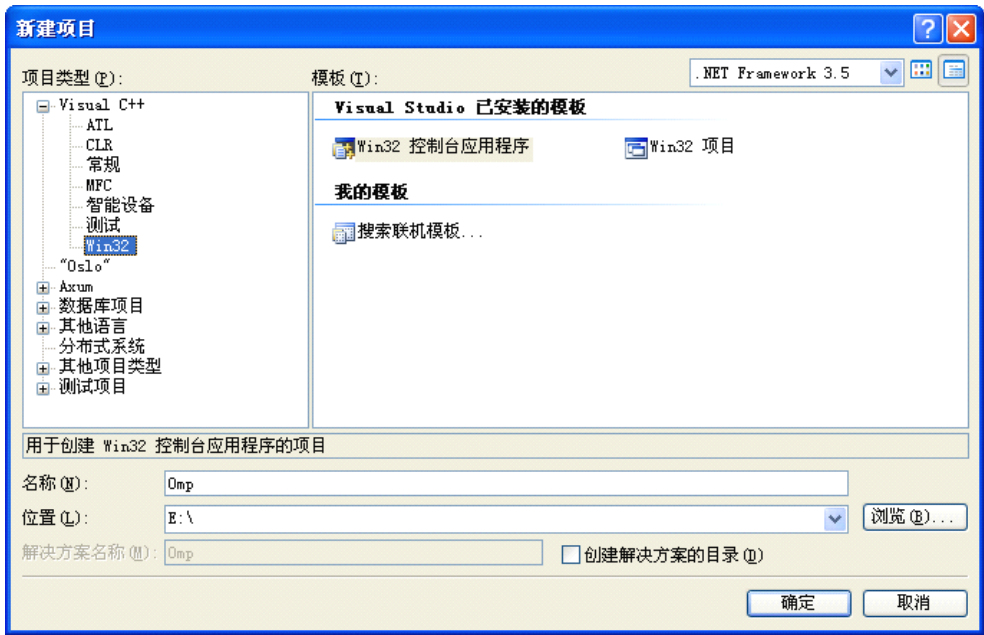 新建项目
项目类型(P):
模板(T):
.NET Framework 3.5
Visual C++
ATL
CLR
常规
MFC
智能设备
测试
Win32
"Oslo"
Axum
数据库项目
其他语言
分布式系统
其他项目类型
测试项目
Visual Studio 已安装的模板
Win32 控制台应用程序
Win32 项目
我的模板
搜索联机模板...
用于创建 Win32 控制台应用程序的项目
名称(N):
Omp
位置(L):
E:\
浏览(B)...
解决方案名称(M):
Omp
创建解决方案的目录(D)
确定
取消